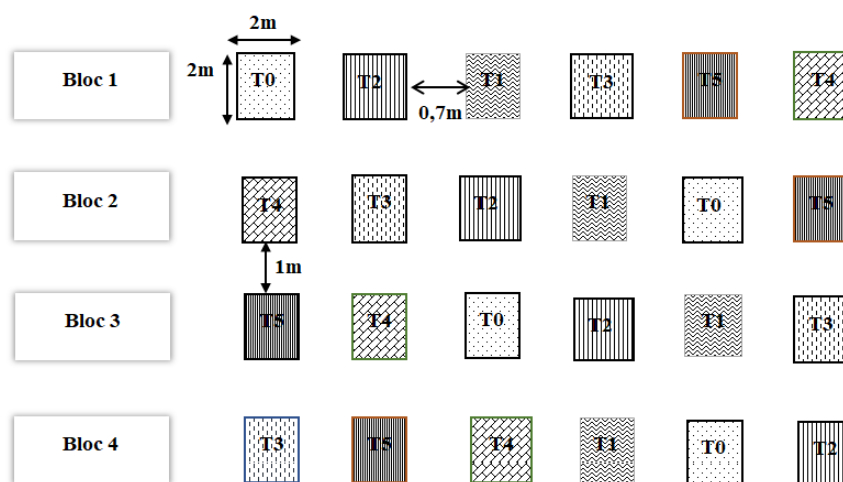 2m
2m
Bloc 1 T0 T2 T1 T3 T5 T4
0,7m
Bloc 2 T4 T3 T2 T1 T0 T5
1m
Bloc 3 T5 T4 T0 T2 T1 T3
Bloc 4 T3 T5 T4 T1 T0 T2